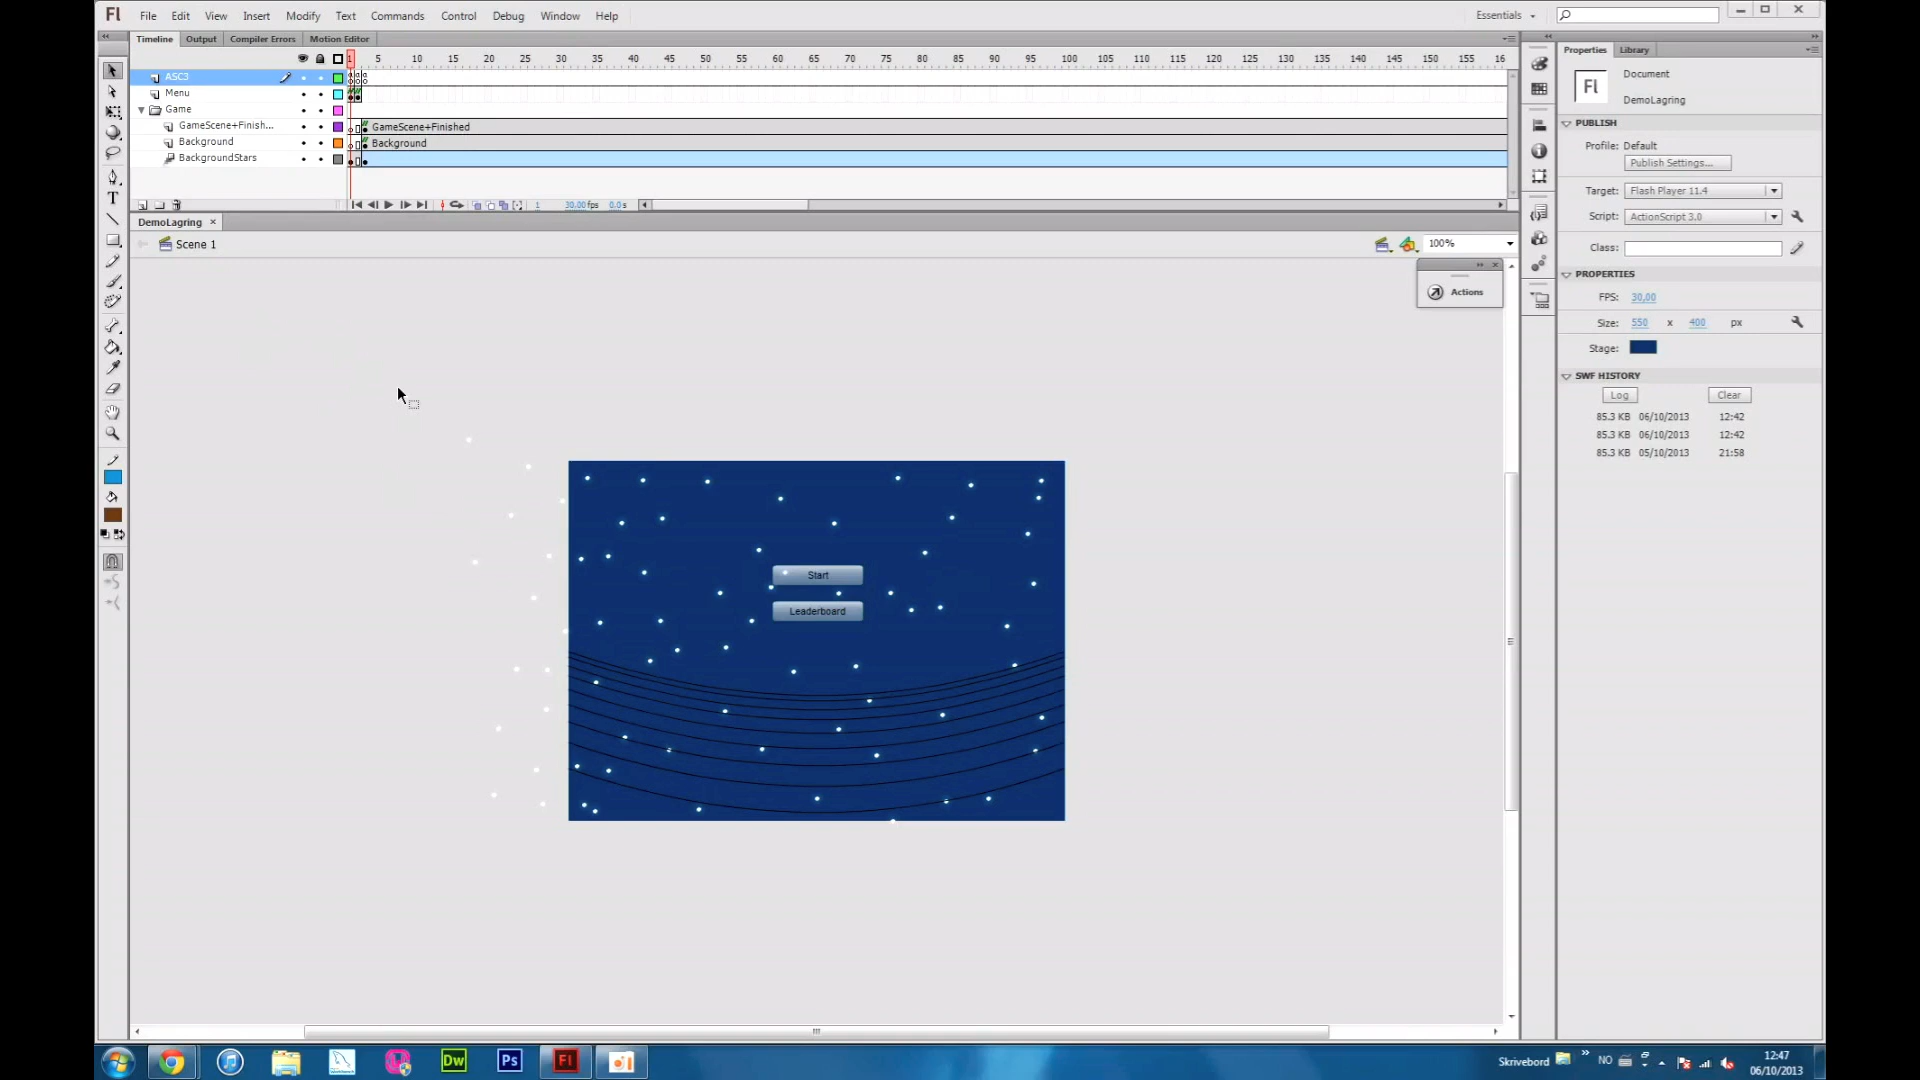 Fl File Edit View Insert Modify Text Commands Control Debug Window Help Essentials
Timeline Output Compiler Errors Motion Editor
Properties Library
1 5 10 15 20 25 30 35 40 45 50 55 60 65 70 75 80 85 90 95 100 105 110 115 120 125 130 135 140 145 150 155 16
ASC3
Menu
Game
GameScene+Finish... GameScene+Finished
Background Background
BackgroundStars
1 30.00 fps 0.0 s
DemoLagring ×
Scene 1
100%
Actions
Start
Leaderboard
Fl
Document
DemoLagring
PUBLISH
Profile: Default
Publish Settings...
Target: Flash Player 11.4
Script: ActionScript 3.0
Class:
PROPERTIES
FPS: 30,00
Size: 550 x 400 px
Stage:
SWF HISTORY
Log Clear
85.3 KB 06/10/2013 12:42
85.3 KB 06/10/2013 12:42
85.3 KB 05/10/2013 21:58
T
Dw Ps Fl
Skrivebord » NO
12:47
06/10/2013